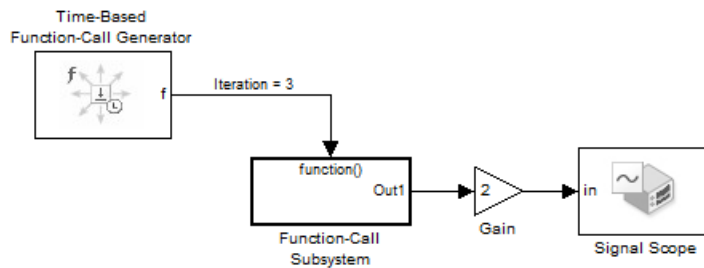 Time-Based
Function-Call Generator
f
f
Iteration = 3
function()
Out1
2
in
Function-Call
Subsystem
Gain
Signal Scope